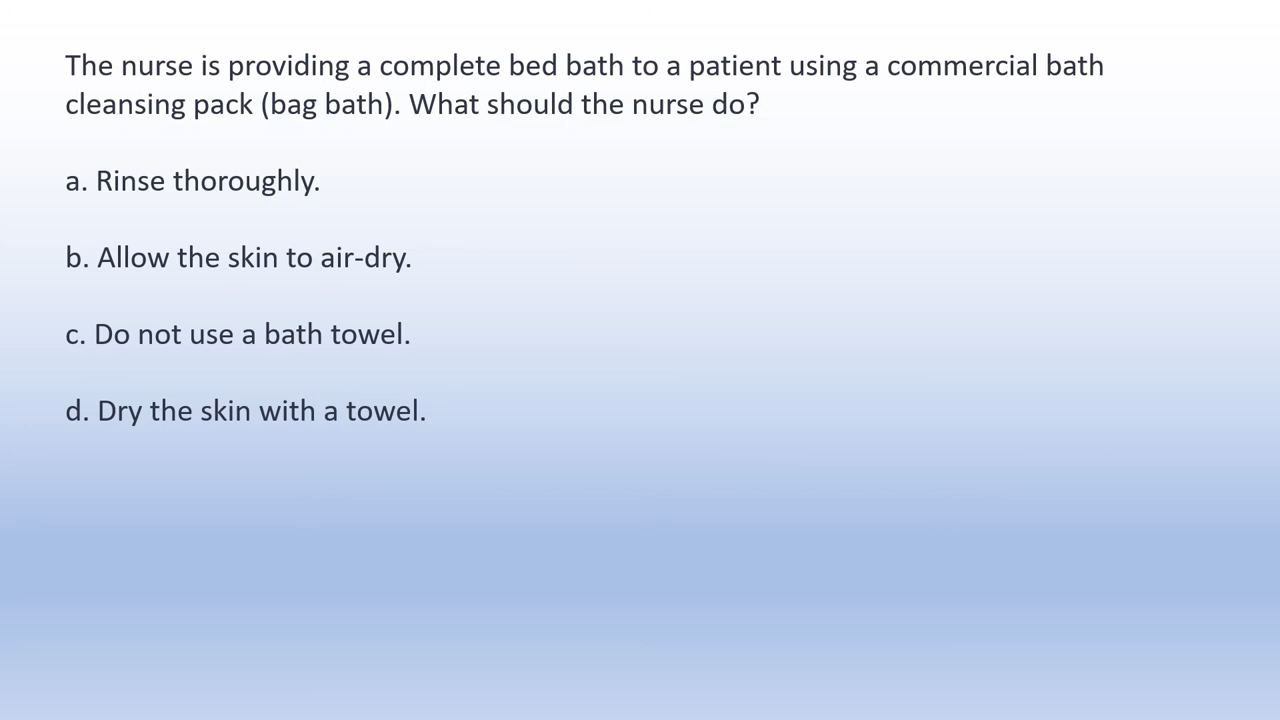 The nurse is providing a complete bed bath to a patient using a commercial bath
cleansing pack (bag bath). What should the nurse do?
a. Rinse thoroughly.
b. Allow the skin to air-dry.
c. Do not use a bath towel.
d. Dry the skin with a towel.